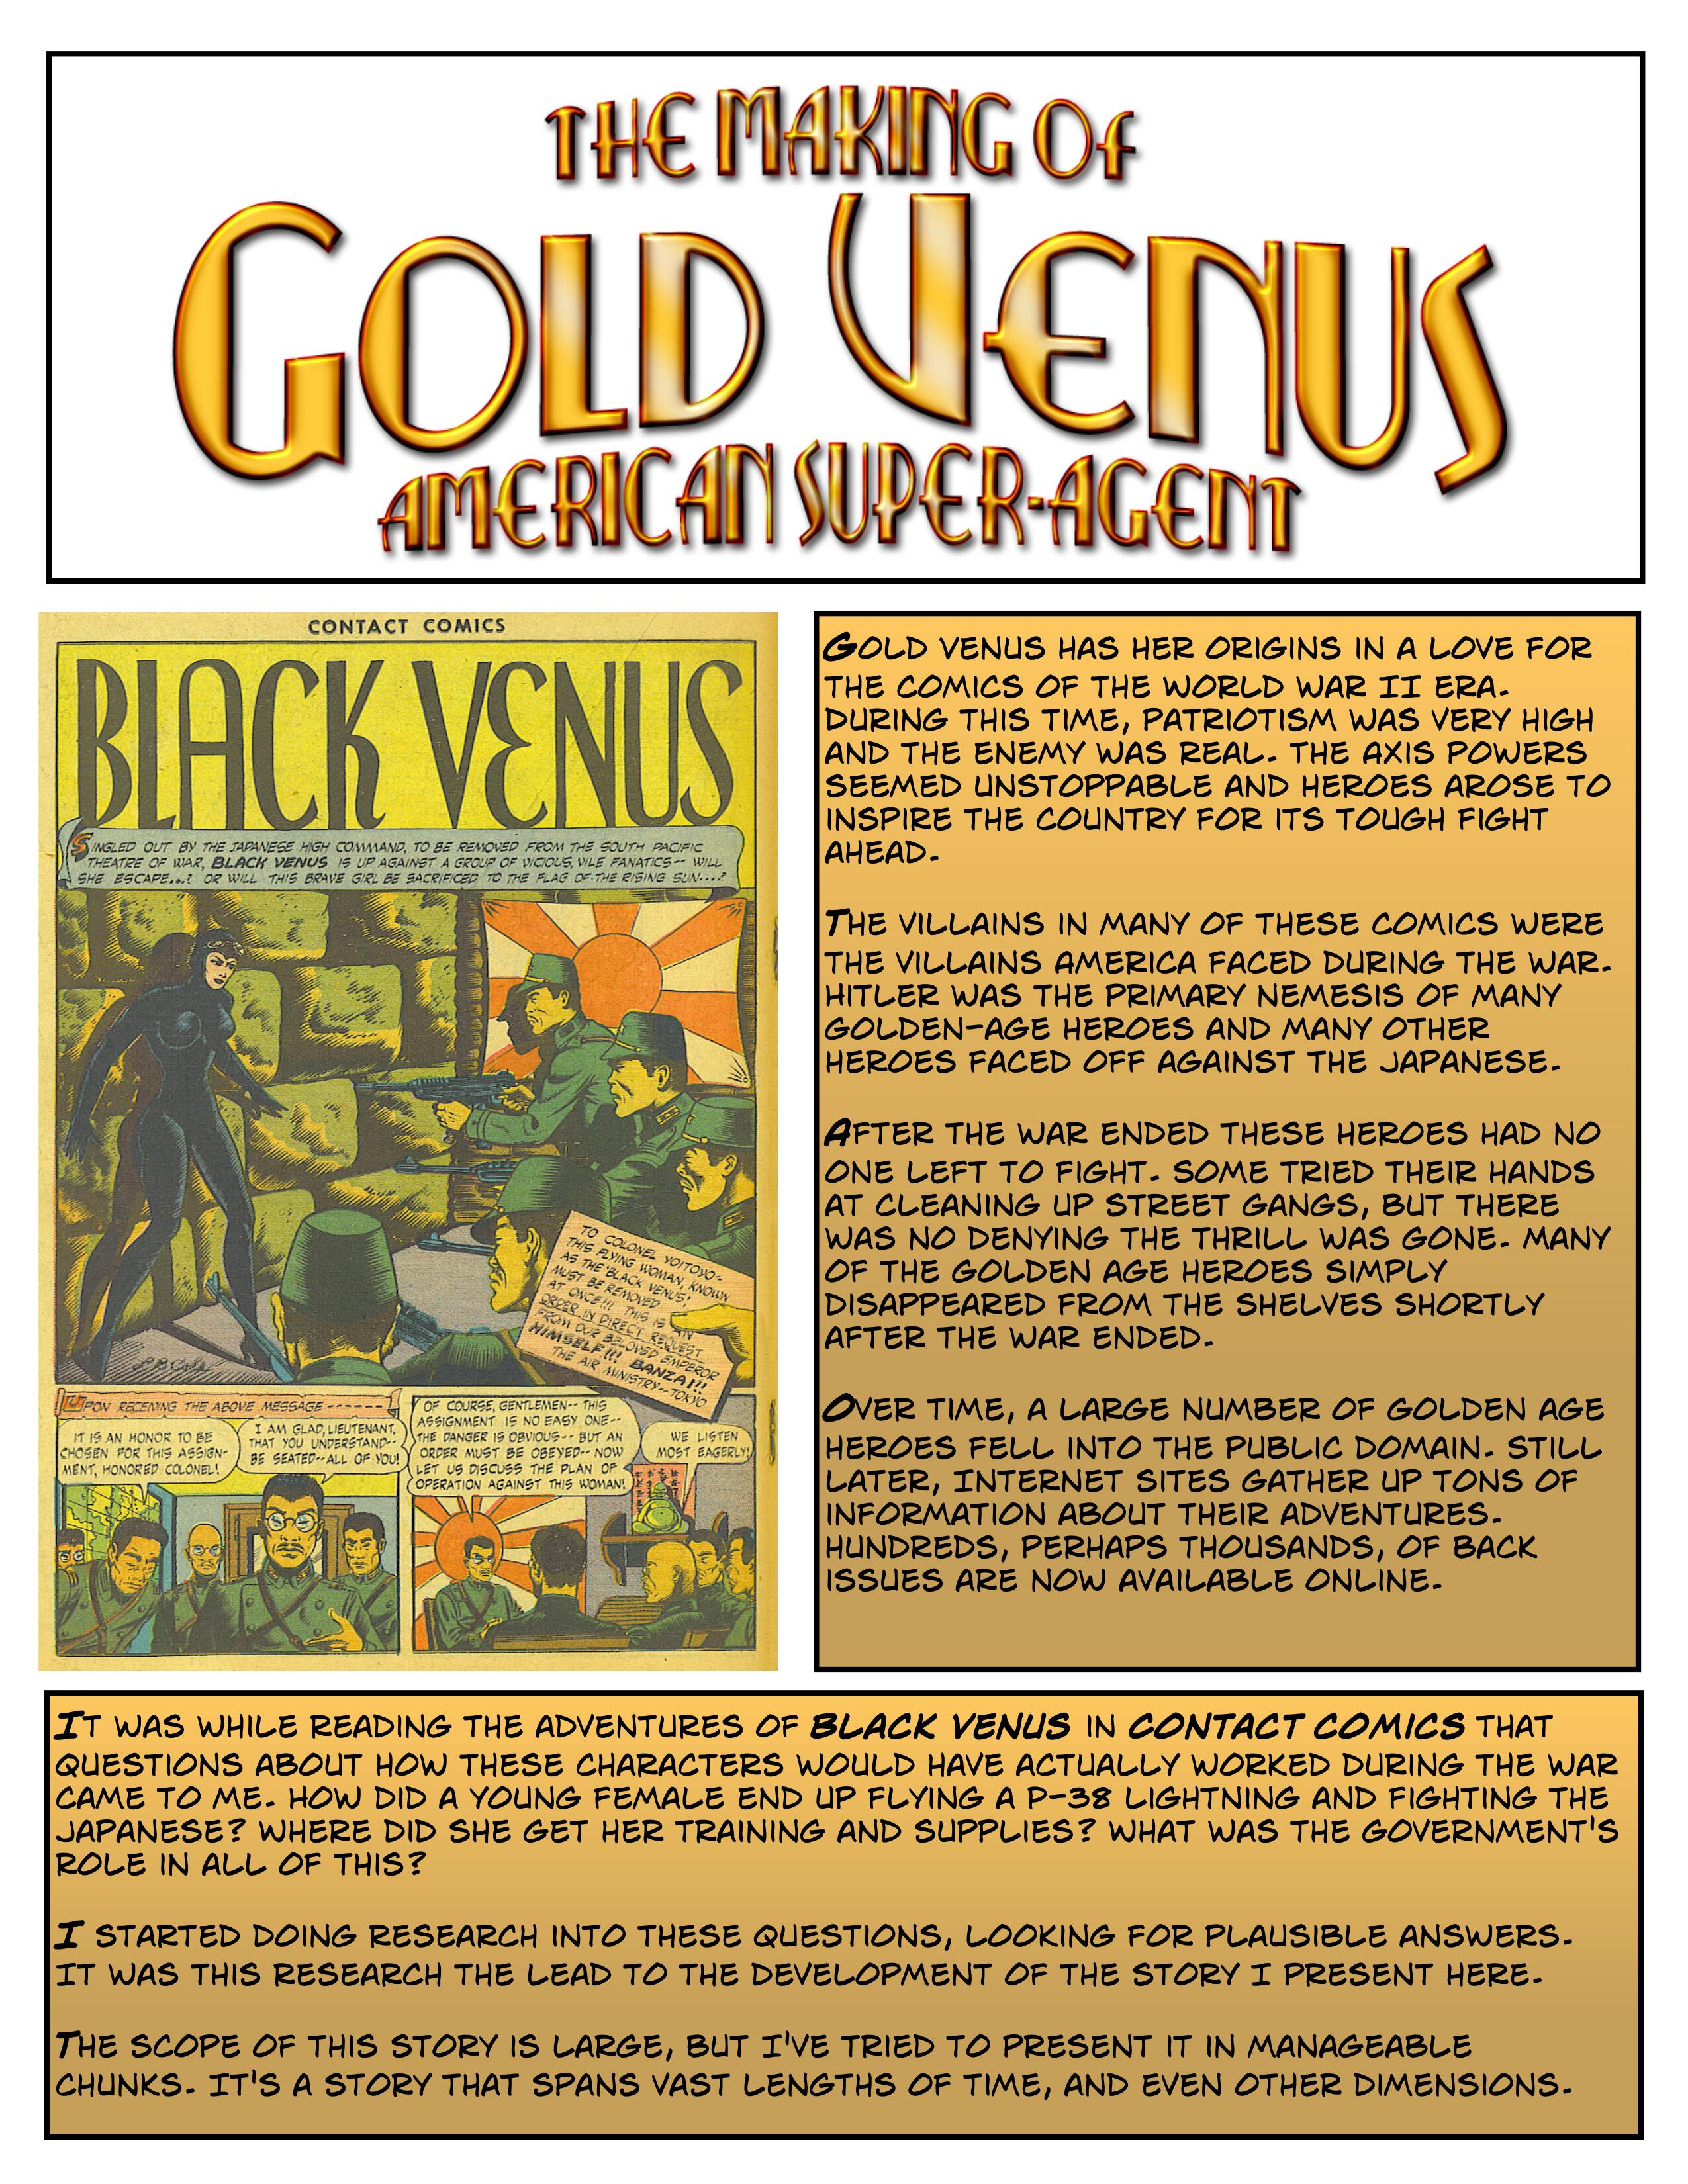 THE MAKING OF
GOLD VENUS
AMERICAN SUPER-AGENT
CONTACT COMICS
BLACK VENUS
SINGLED OUT BY THE JAPANESE HIGH COMMAND, TO BE REMOVED FROM THE SOUTH PACIFIC
THEATRE OF WAR, BLACK VENUS IS UP AGAINST A GROUP OF VICIOUS, VILE FANATICS-- WILL
SHE ESCAPE...? OR WILL THIS BRAVE GIRL BE SACRIFICED TO THE FLAG OF THE RISING SUN....?
TO COLONEL YOITOYO-
THIS FLYING WOMAN, KNOWN
AS THE 'BLACK VENUS',
MUST BE REMOVED
AT ONCE!!! THIS IS AN
ORDER IN DIRECT REQUEST
FROM OUR BELOVED EMPEROR
HIMSELF!!! BANZAI!!!
THE AIR MINISTRY--TOKYO
L.B. Cole
UPON RECEIVING THE ABOVE MESSAGE ------
IT IS AN HONOR TO BE
CHOSEN FOR THIS ASSIGN-
MENT, HONORED COLONEL!
I AM GLAD, LIEUTENANT,
THAT YOU UNDERSTAND--
BE SEATED--ALL OF YOU!
OF COURSE, GENTLEMEN-- THIS
ASSIGNMENT IS NO EASY ONE--
THE DANGER IS OBVIOUS-- BUT AN
ORDER MUST BE OBEYED-- NOW
LET US DISCUSS THE PLAN OF
OPERATION AGAINST THIS WOMAN!
WE LISTEN
MOST EAGERLY!
GOLD VENUS HAS HER ORIGINS IN A LOVE FOR
THE COMICS OF THE WORLD WAR II ERA.
DURING THIS TIME, PATRIOTISM WAS VERY HIGH
AND THE ENEMY WAS REAL. THE AXIS POWERS
SEEMED UNSTOPPABLE AND HEROES AROSE TO
INSPIRE THE COUNTRY FOR ITS TOUGH FIGHT
AHEAD.
THE VILLAINS IN MANY OF THESE COMICS WERE
THE VILLAINS AMERICA FACED DURING THE WAR.
HITLER WAS THE PRIMARY NEMESIS OF MANY
GOLDEN-AGE HEROES AND MANY OTHER
HEROES FACED OFF AGAINST THE JAPANESE.
AFTER THE WAR ENDED THESE HEROES HAD NO
ONE LEFT TO FIGHT. SOME TRIED THEIR HANDS
AT CLEANING UP STREET GANGS, BUT THERE
WAS NO DENYING THE THRILL WAS GONE. MANY
OF THE GOLDEN AGE HEROES SIMPLY
DISAPPEARED FROM THE SHELVES SHORTLY
AFTER THE WAR ENDED.
OVER TIME, A LARGE NUMBER OF GOLDEN AGE
HEROES FELL INTO THE PUBLIC DOMAIN. STILL
LATER, INTERNET SITES GATHER UP TONS OF
INFORMATION ABOUT THEIR ADVENTURES.
HUNDREDS, PERHAPS THOUSANDS, OF BACK
ISSUES ARE NOW AVAILABLE ONLINE.
IT WAS WHILE READING THE ADVENTURES OF BLACK VENUS IN CONTACT COMICS THAT
QUESTIONS ABOUT HOW THESE CHARACTERS WOULD HAVE ACTUALLY WORKED DURING THE WAR
CAME TO ME. HOW DID A YOUNG FEMALE END UP FLYING A P-38 LIGHTNING AND FIGHTING THE
JAPANESE? WHERE DID SHE GET HER TRAINING AND SUPPLIES? WHAT WAS THE GOVERNMENT'S
ROLE IN ALL OF THIS?
I STARTED DOING RESEARCH INTO THESE QUESTIONS, LOOKING FOR PLAUSIBLE ANSWERS.
IT WAS THIS RESEARCH THE LEAD TO THE DEVELOPMENT OF THE STORY I PRESENT HERE.
THE SCOPE OF THIS STORY IS LARGE, BUT I'VE TRIED TO PRESENT IT IN MANAGEABLE
CHUNKS. IT'S A STORY THAT SPANS VAST LENGTHS OF TIME, AND EVEN OTHER DIMENSIONS.